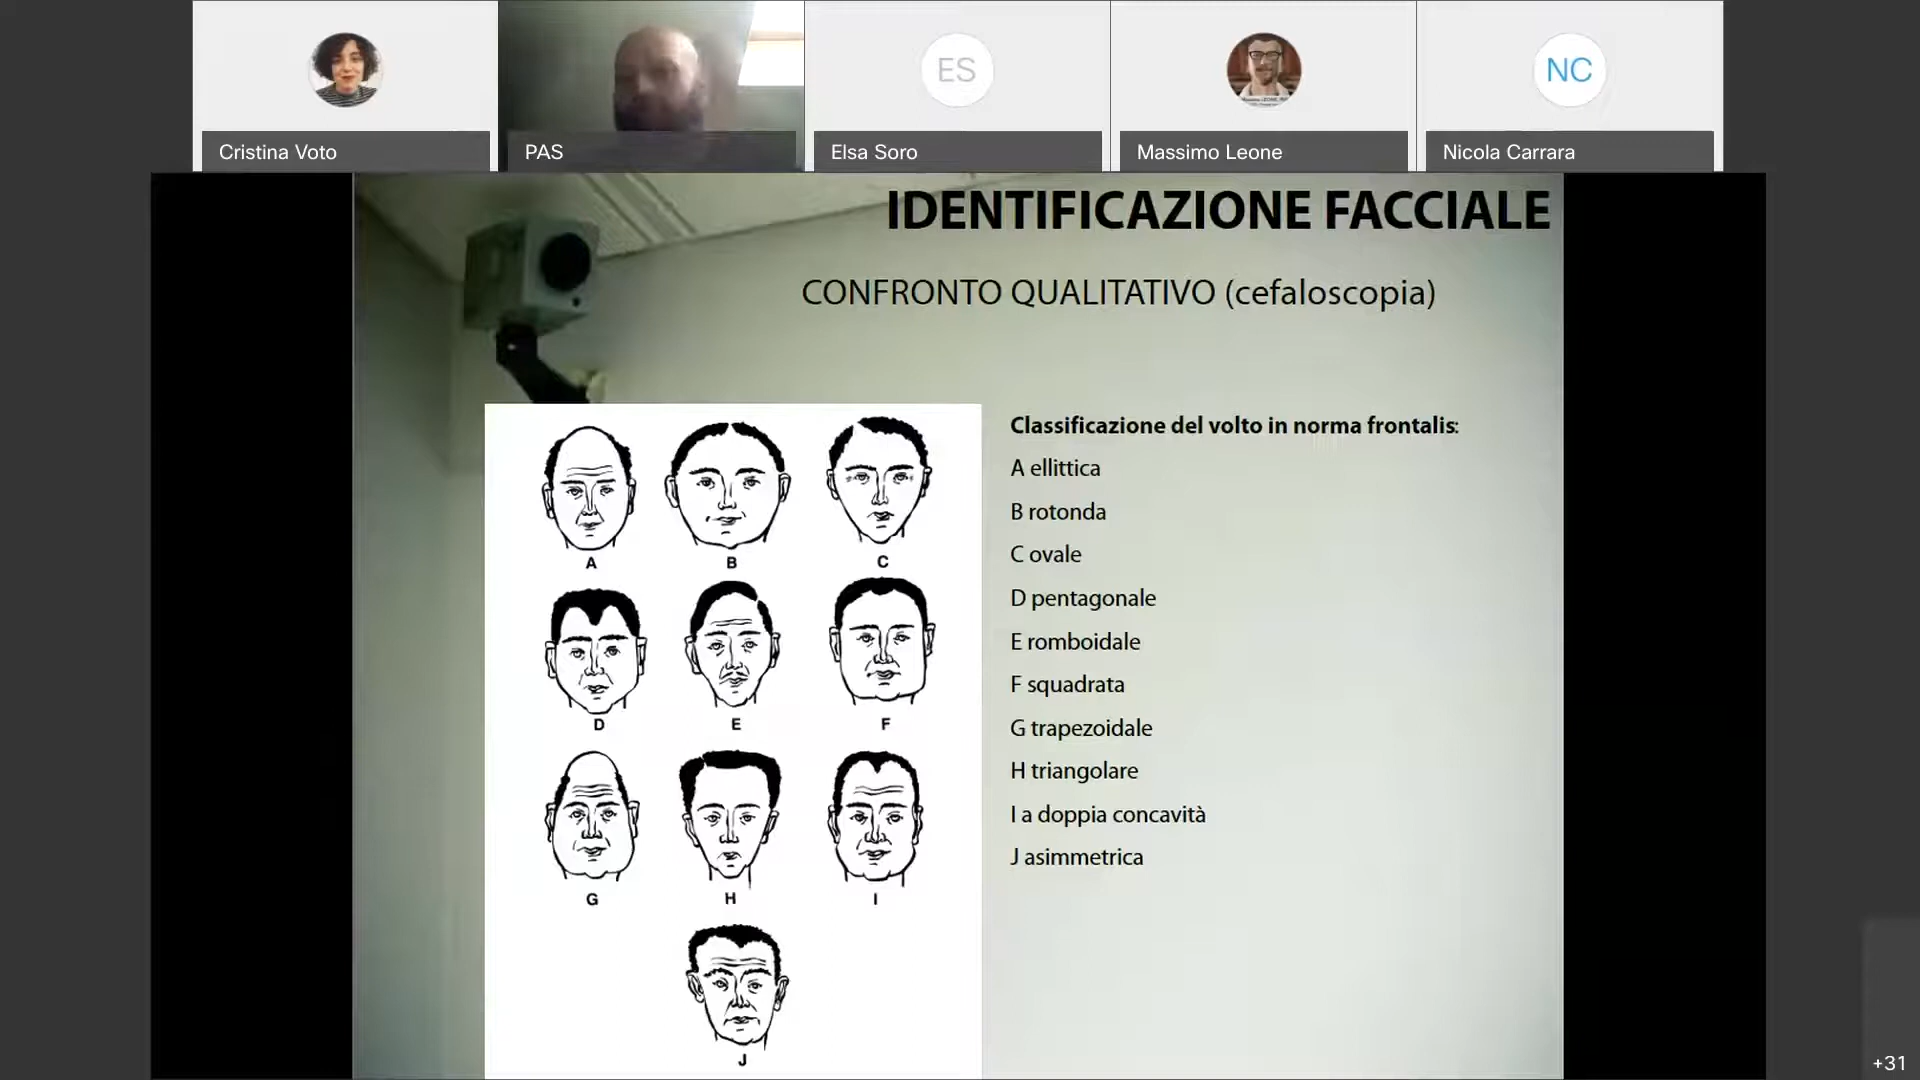 ES
NC
Cristina Voto
PAS
Elsa Soro
Massimo Leone
Nicola Carrara
IDENTIFICAZIONE FACCIALE
CONFRONTO QUALITATIVO (cefaloscopia)
A
B
C
D
E
F
G
H
I
J
Classificazione del volto in norma frontalis:
A ellittica
B rotonda
C ovale
D pentagonale
E romboidale
F squadrata
G trapezoidale
H triangolare
I a doppia concavità
J asimmetrica
+31